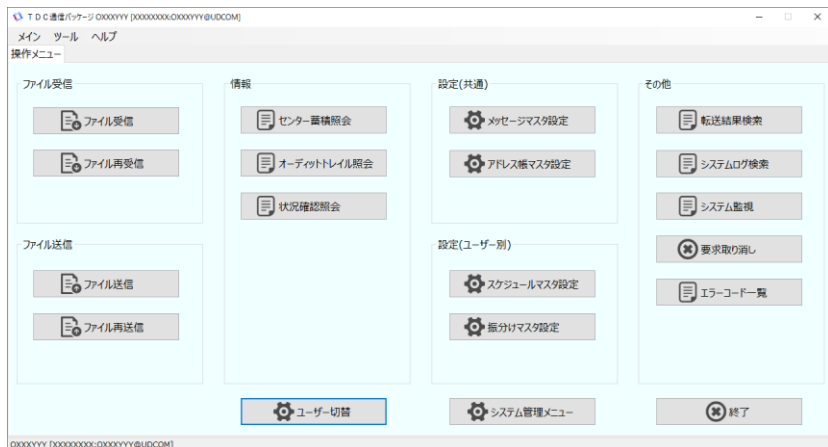 TDC通信パッケージ OXXXYYY [XXXXXXXX:OXXXYYY@UDCOM]
メイン ツール ヘルプ
操作メニュー
ファイル受信
ファイル受信
ファイル再受信
ファイル送信
ファイル送信
ファイル再送信
情報
センター蓄積照会
オーディットトレイル照会
状況確認照会
ユーザー切替
設定(共通)
メッセージマスタ設定
アドレス帳マスタ設定
設定(ユーザー別)
スケジュールマスタ設定
振分けマスタ設定
システム管理メニュー
その他
転送結果検索
システムログ検索
システム監視
要求取り消し
エラーコード一覧
終了
OXXXYYY [XXXXXXXX:OXXXYYY@UDCOM]